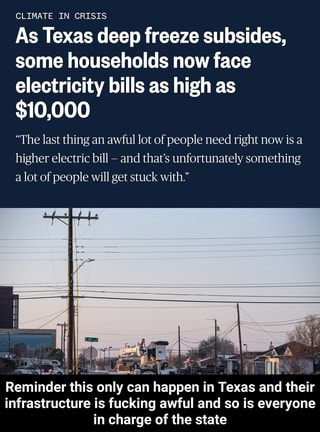 CLIMATE IN CRISIS
As Texas deep freeze subsides,
some households now face
electricity bills as high as
$10,000
“The last thing an awful lot of people need right now is a
higher electric bill – and that’s unfortunately something
a lot of people will get stuck with.”
Reminder this only can happen in Texas and their
infrastructure is fucking awful and so is everyone
in charge of the state